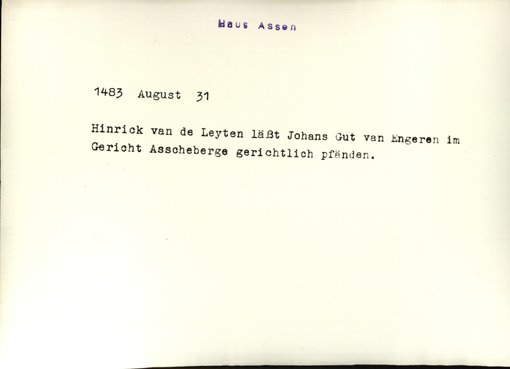 Haus Assen
1483 August 31
Hinrick van de Leyten läßt Johans Gut van Engeren im
Gericht Asscheberge gerichtlich pfänden.